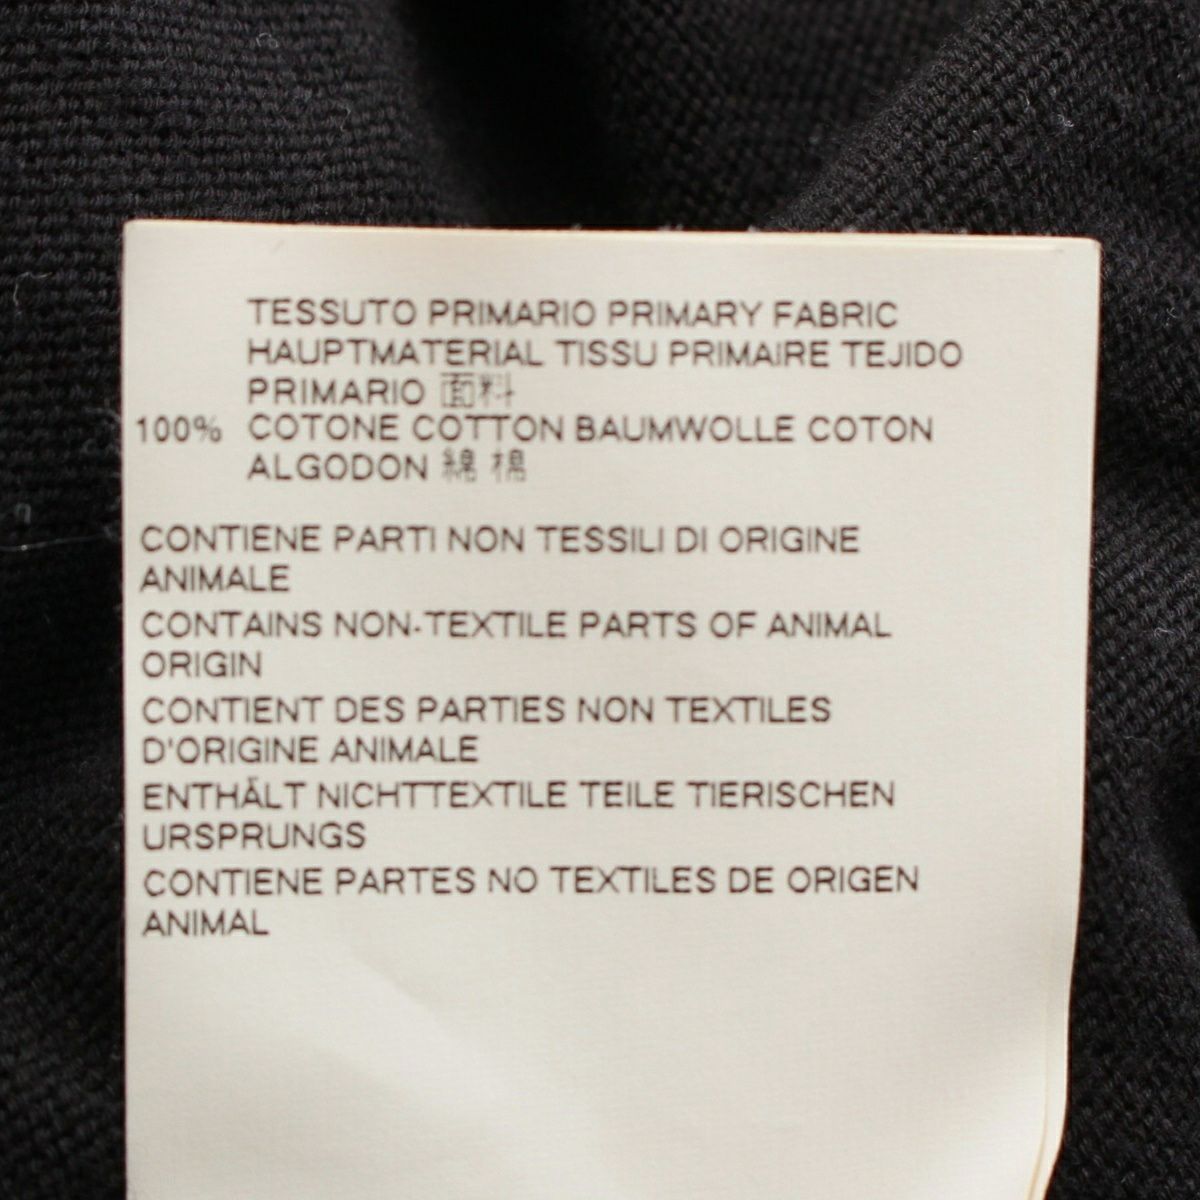 TESSUTO PRIMARIO PRIMARY FABRIC
HAUPTMATERIAL TISSU PRIMAIRE TEJIDO
PRIMARIO 面料
100% COTONE COTTON BAUMWOLLE COTON
ALGODON 綿 棉
CONTIENE PARTI NON TESSILI DI ORIGINE
ANIMALE
CONTAINS NON-TEXTILE PARTS OF ANIMAL
ORIGIN
CONTIENT DES PARTIES NON TEXTILES
D'ORIGINE ANIMALE
ENTHÄLT NICHTTEXTILE TEILE TIERISCHEN
URSPRUNGS
CONTIENE PARTES NO TEXTILES DE ORIGEN
ANIMAL